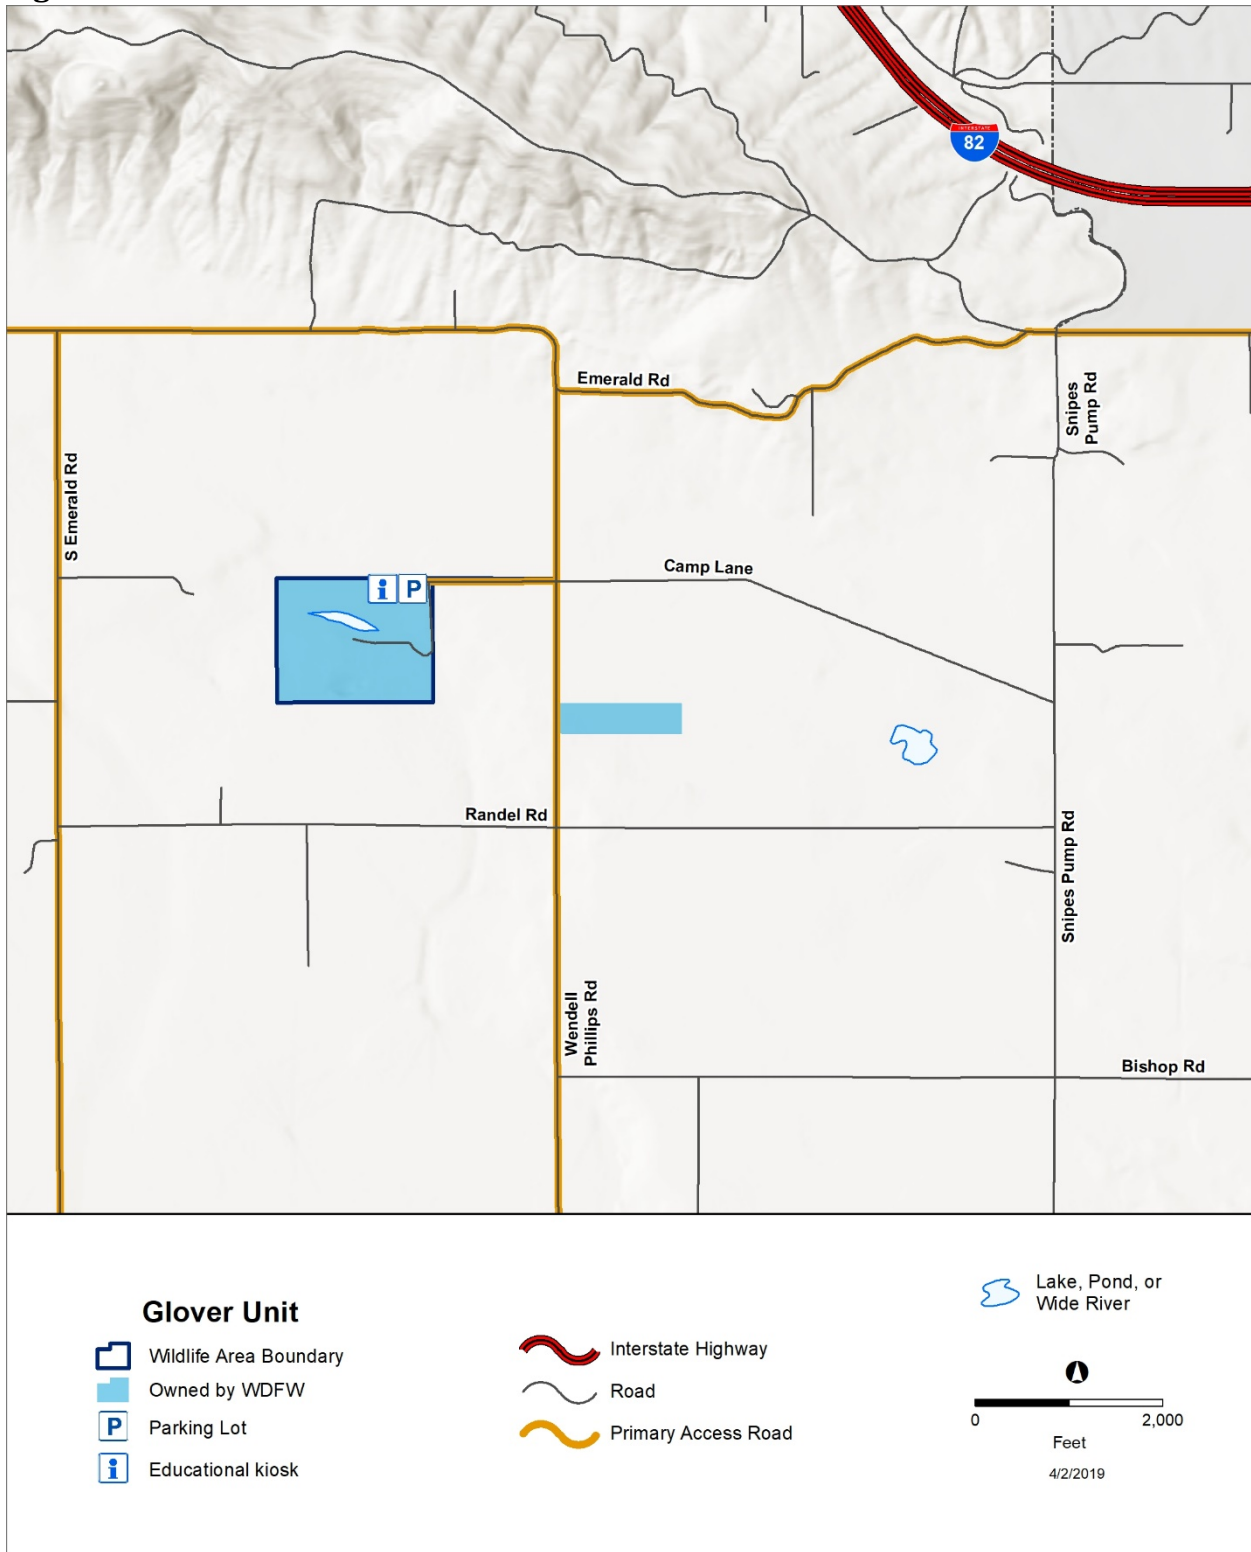 INTERSTATE
82
Emerald Rd
Snipes
Pump Rd
S Emerald Rd
Camp Lane
i
P
Randel Rd
Snipes Pump Rd
Wendell
Phillips Rd
Bishop Rd
Glover Unit
Wildlife Area Boundary
Owned by WDFW
P
Parking Lot
i
Educational kiosk
Interstate Highway
Road
Primary Access Road
Lake, Pond, or
Wide River
0 2,000
Feet
4/2/2019